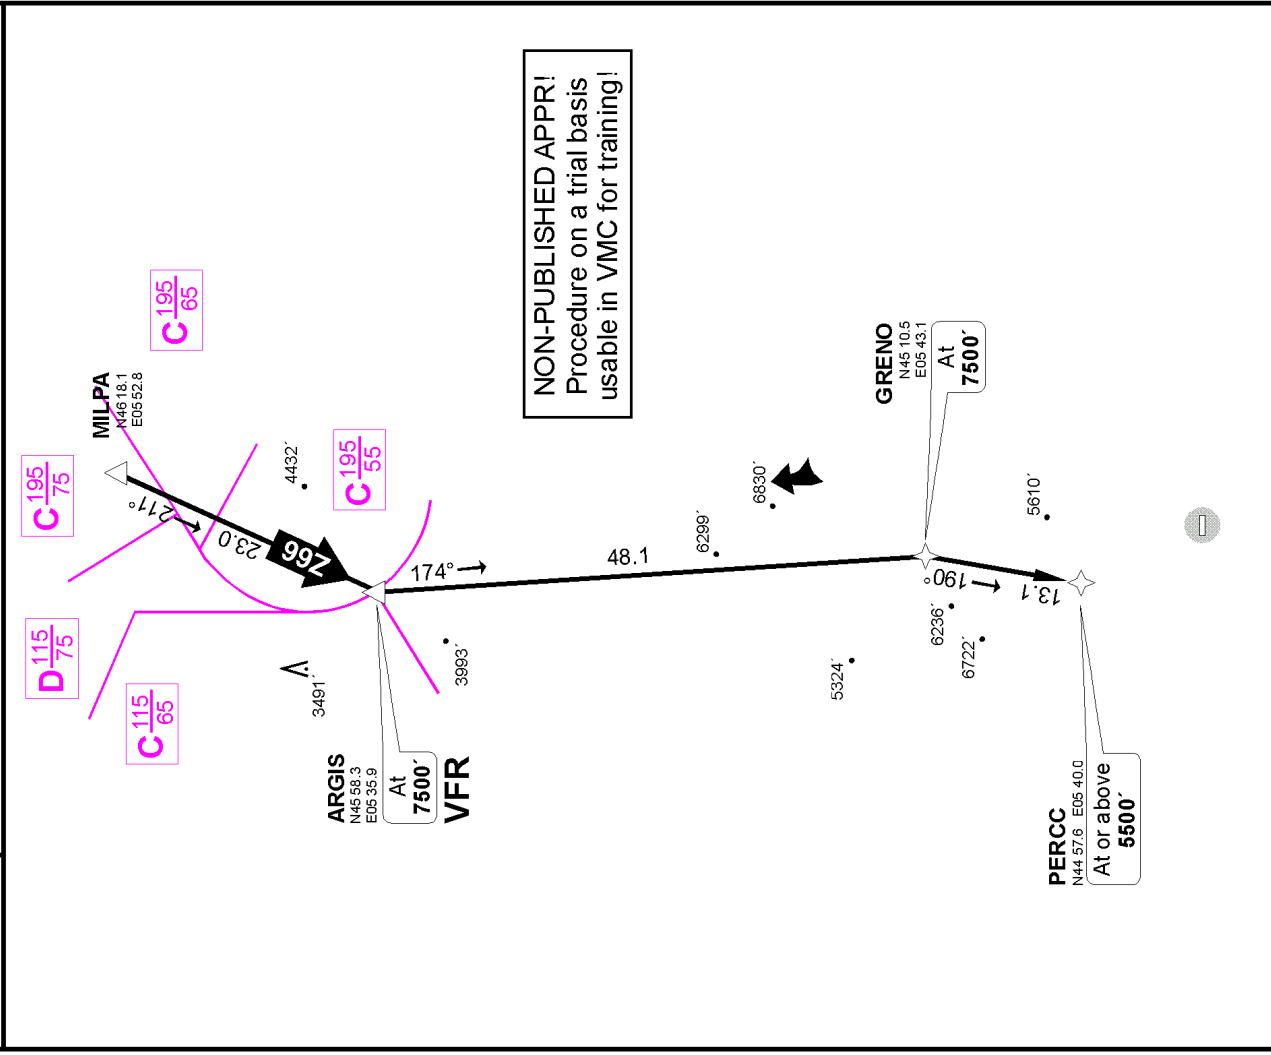 NON-PUBLISHED APPR!
Procedure on a trial basis
usable in VMC for training!
MILPA
N46 18.1
E05 52.8
C 195
65
C 195
75
D 115
75
C 115
65
C 195
55
211°
23.0
Z66
4432´
3491´
3993´
ARGIS
N45 58.3
E05 35.9
At
7500´
VFR
174°
48.1
6299´
6830´
5324´
GRENO
N45 10.5
E05 43.1
At
7500´
190°
13.1
6236´
6722´
5610´
PERCC
N44 57.6 E05 40.0
At or above
5500´